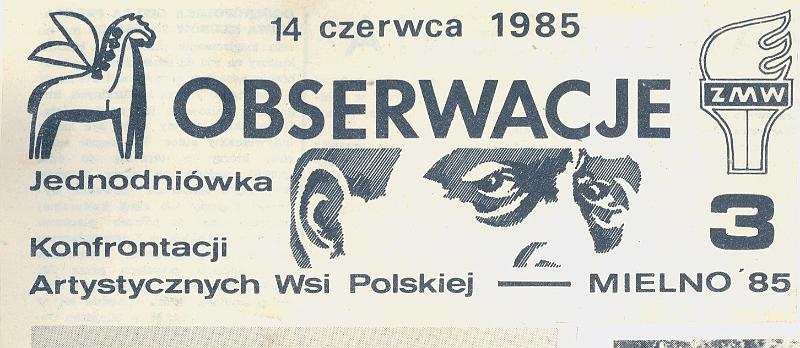 14 czerwca 1985
OBSERWACJE
ZMW
Jednodniówka
3
Konfrontacji
Artystycznych Wsi Polskiej — MIELNO '85